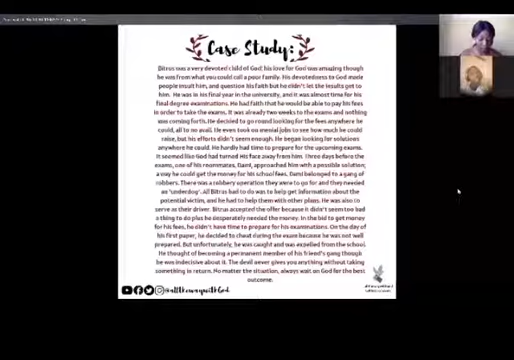 Case Study:
Bitrus was a very devoted child of God; his love for God was amazing though
he was from what you could call a poor family. His devotedness to God made
people insult him, and question his faith but he didn't let the insults get to
him. He was in his final year in the university, and it was almost time for his
final degree examinations. He had faith that he would be able to pay his fees
in order to take the exams. It was already two weeks to the exams and nothing
was coming forth. He decided to go round looking for the fees anywhere he
could, all to no avail. He even took on menial jobs to see how much he could
raise, but his efforts didn't seem enough. He began looking for solutions
anywhere he could. He hardly had time to prepare for the upcoming exams.
It seemed like God had turned His face away from him. Three days before the
exams, one of his roommates, Dami, approached him with a possible solution;
a way he could get the money for his school fees. Dami belonged to a gang of
robbers. There was a robbery operation they were to go for and they needed
an 'underdog'. All Bitrus had to do was to help get information about the
potential victim, and he had to help them with other plans. He was also to
serve as their driver. Bitrus accepted the offer because it didn't seem too bad
a thing to do plus he desperately needed the money. In the bid to get money
for his fees, he didn't have time to prepare for his examinations. On the day of
his first paper, he decided to cheat during the exam because he was not well
prepared. But unfortunately, he was caught and was expelled from the school.
He thought of becoming a permanent member of his friend's gang though
he was indecisive about it. The devil never gives you anything without taking
something in return. No matter the situation, always wait on God for the best
outcome.
@allthewaywithGod